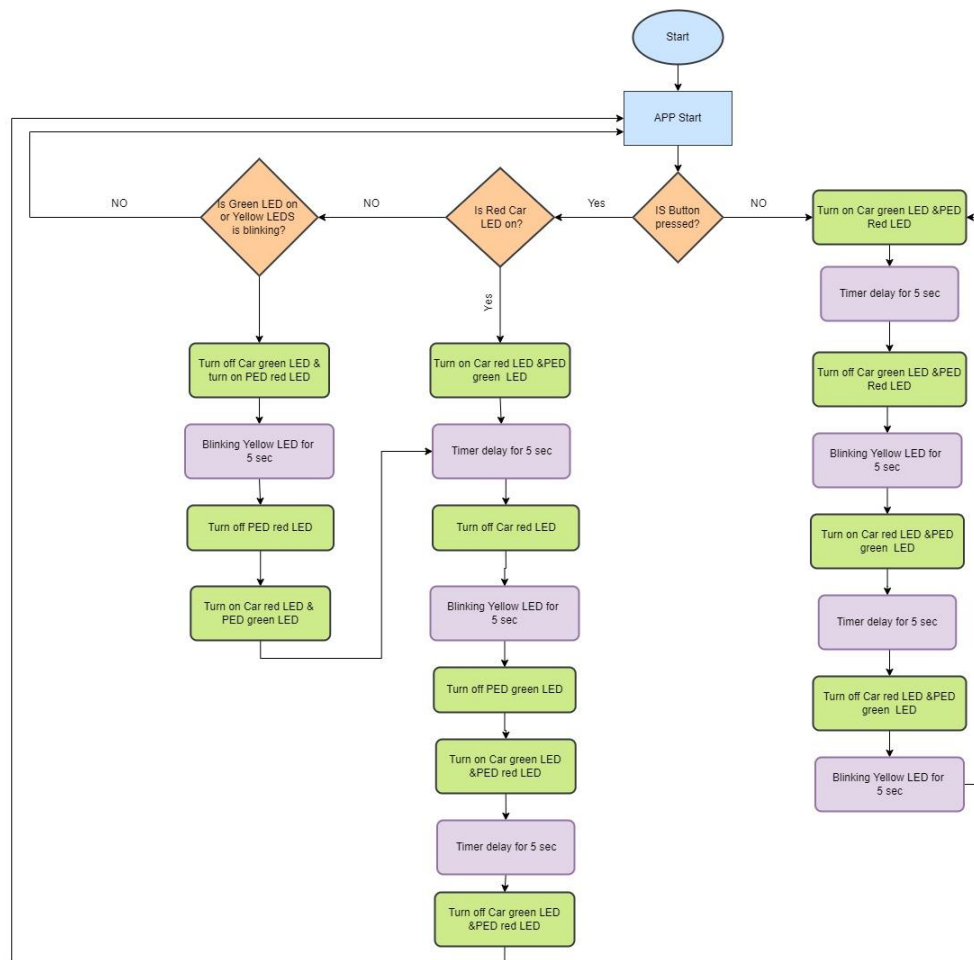 Start
APP Start
IS Button
pressed?
Yes
NO
Is Red Car
LED on?
NO
Yes
Is Green LED on
or Yellow LEDS
is blinking?
NO
Turn off Car green LED &
turn on PED red LED
Blinking Yellow LED for
5 sec
Turn off PED red LED
Turn on Car red LED &
PED green LED
Turn on Car red LED &PED
green LED
Timer delay for 5 sec
Turn off Car red LED
Blinking Yellow LED for
5 sec
Turn off PED green LED
Turn on Car green LED
&PED red LED
Timer delay for 5 sec
Turn off Car green LED
&PED red LED
Turn on Car green LED &PED
Red LED
Timer delay for 5 sec
Turn off Car green LED &PED
Red LED
Blinking Yellow LED for
5 sec
Turn on Car red LED &PED
green LED
Timer delay for 5 sec
Turn off Car red LED &PED
green LED
Blinking Yellow LED for
5 sec